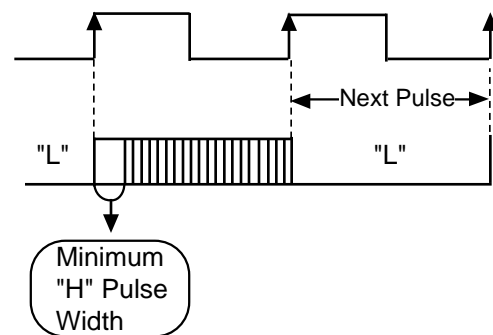 Next Pulse
"L"
"L"
Minimum
"H" Pulse
Width